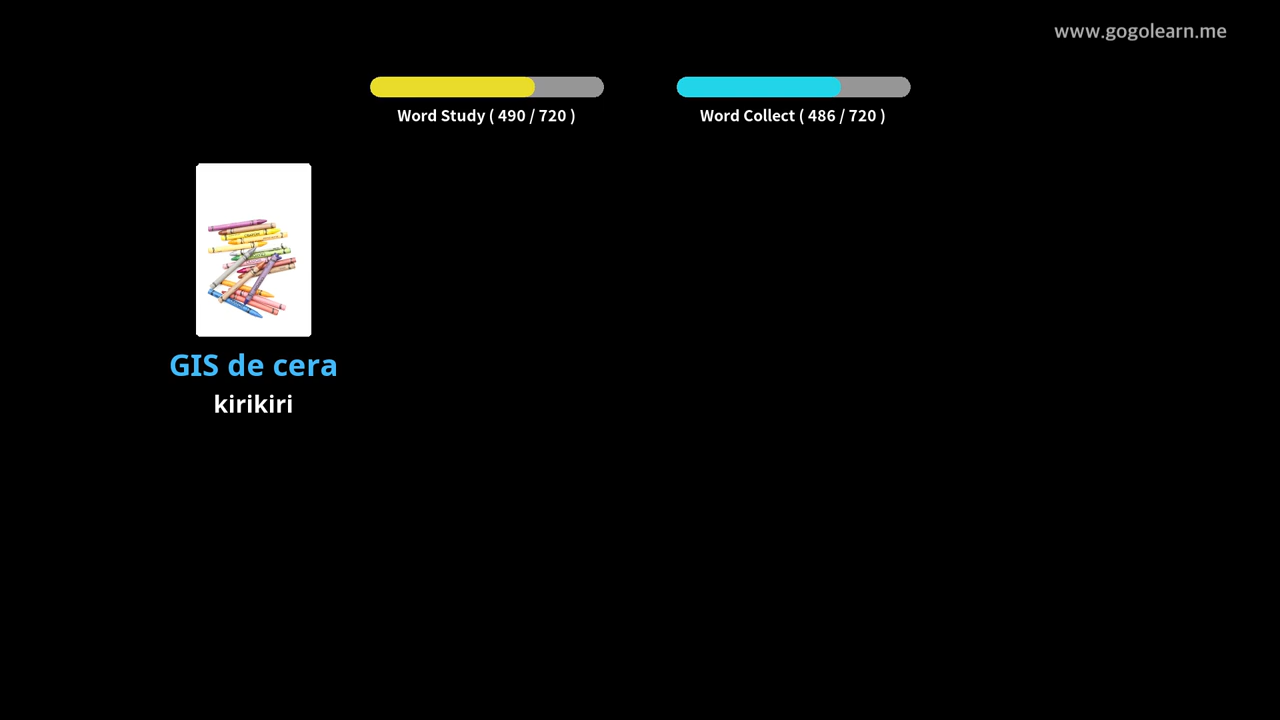 www.gogolearn.me
Word Study ( 490 / 720 )
Word Collect ( 486 / 720 )
GIS de cera
kirikiri